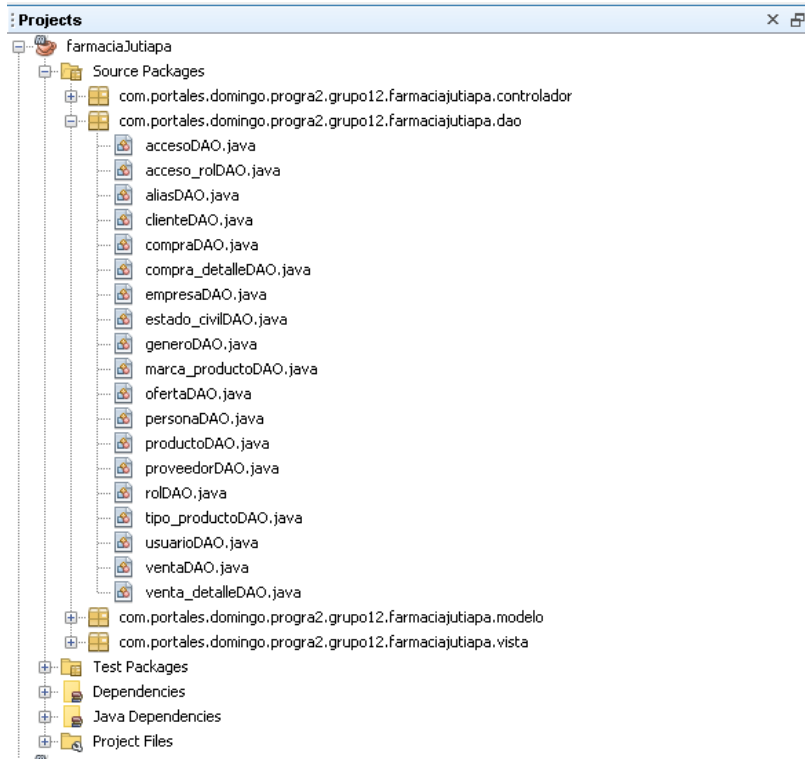 Projects
farmaciaJutiapa
Source Packages
com.portales.domingo.progra2.grupo12.farmaciajutiapa.controlador
com.portales.domingo.progra2.grupo12.farmaciajutiapa.dao
accesoDAO.java
acceso_rolDAO.java
aliasDAO.java
clienteDAO.java
compraDAO.java
compra_detalleDAO.java
empresaDAO.java
estado_civilDAO.java
generoDAO.java
marca_productoDAO.java
ofertaDAO.java
personaDAO.java
productoDAO.java
proveedorDAO.java
rolDAO.java
tipo_productoDAO.java
usuarioDAO.java
ventaDAO.java
venta_detalleDAO.java
com.portales.domingo.progra2.grupo12.farmaciajutiapa.modelo
com.portales.domingo.progra2.grupo12.farmaciajutiapa.vista
Test Packages
Dependencies
Java Dependencies
Project Files